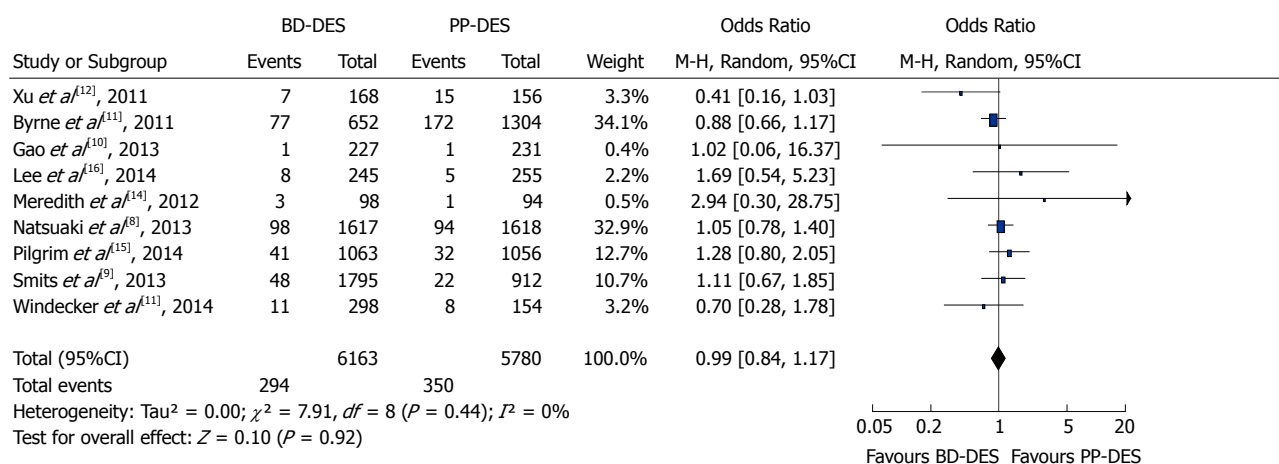 BD-DES PP-DES Odds Ratio Odds Ratio
Study or Subgroup Events Total Events Total Weight M-H, Random, 95%CI M-H, Random, 95%CI
Xu et al[12], 2011 7 168 15 156 3.3% 0.41 [0.16, 1.03]
Byrne et al[11], 2011 77 652 172 1304 34.1% 0.88 [0.66, 1.17]
Gao et al[10], 2013 1 227 1 231 0.4% 1.02 [0.06, 16.37]
Lee et al[16], 2014 8 245 5 255 2.2% 1.69 [0.54, 5.23]
Meredith et al[14], 2012 3 98 1 94 0.5% 2.94 [0.30, 28.75]
Natsuaki et al[8], 2013 98 1617 94 1618 32.9% 1.05 [0.78, 1.40]
Pilgrim et al[15], 2014 41 1063 32 1056 12.7% 1.28 [0.80, 2.05]
Smits et al[9], 2013 48 1795 22 912 10.7% 1.11 [0.67, 1.85]
Windecker et al[11], 2014 11 298 8 154 3.2% 0.70 [0.28, 1.78]
Total (95%CI) 6163 5780 100.0% 0.99 [0.84, 1.17]
Total events 294 350
Heterogeneity: Tau² = 0.00; χ² = 7.91, df = 8 (P = 0.44); I² = 0%
Test for overall effect: Z = 0.10 (P = 0.92)
0.05 0.2 1 5 20
Favours BD-DES Favours PP-DES